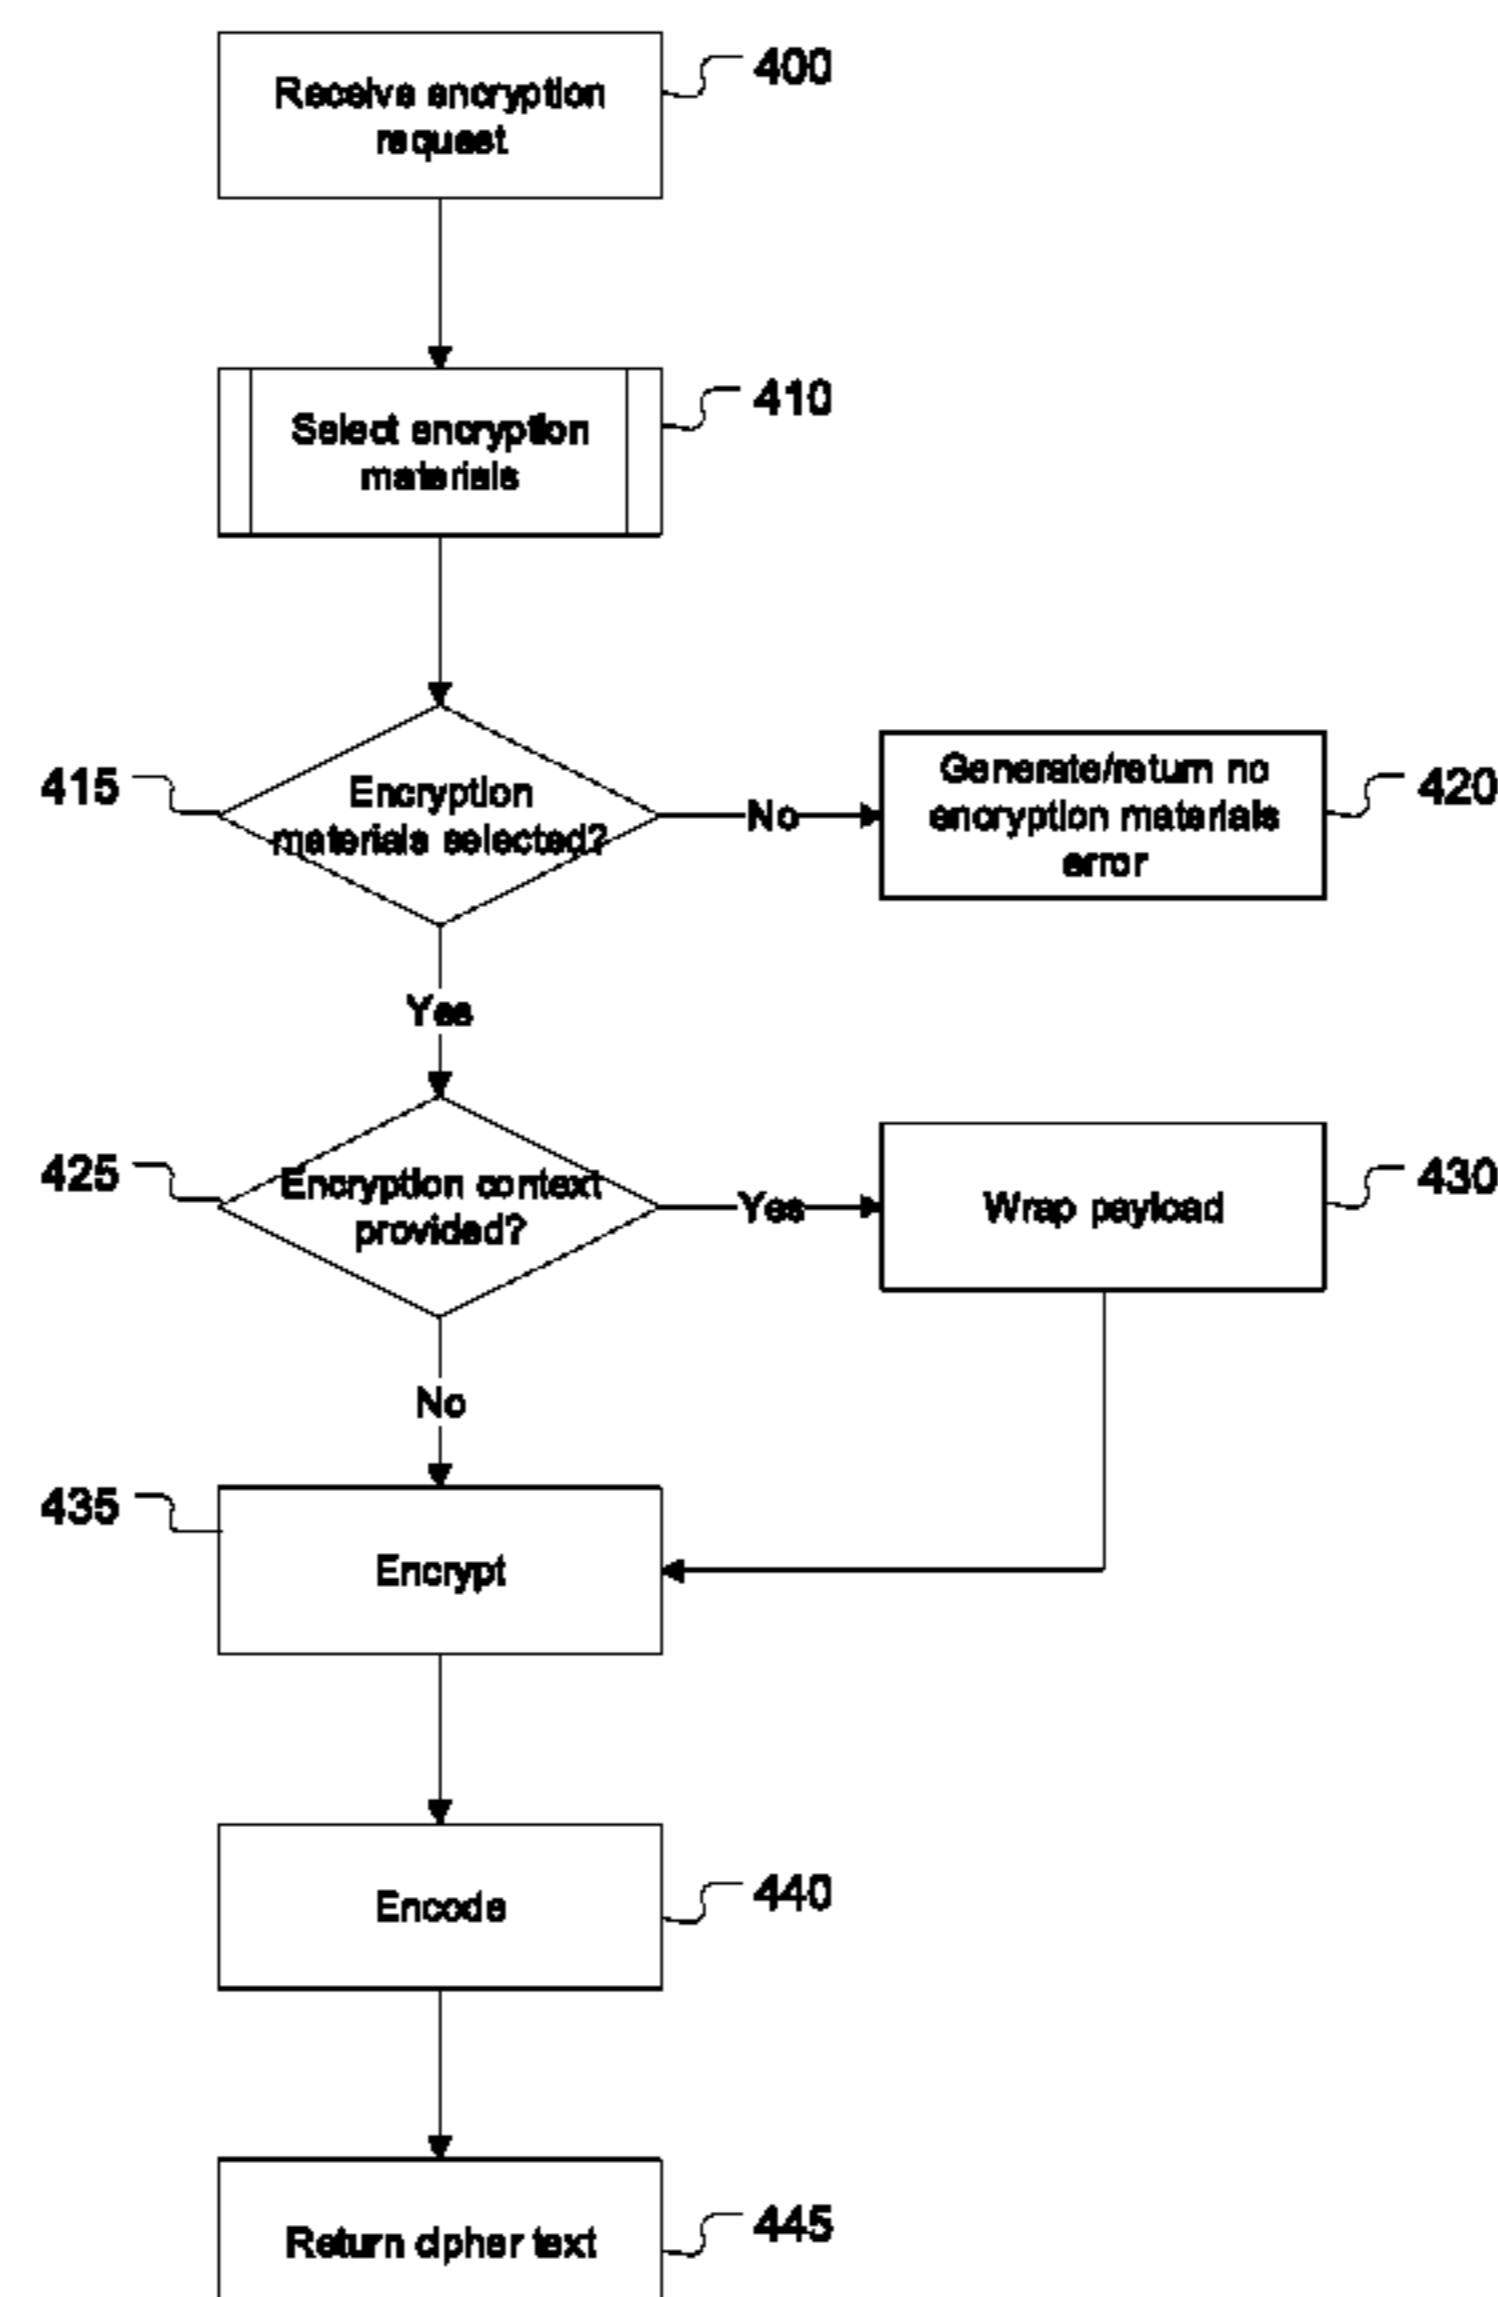 Receive encryption
request
400
Select encryption
materials
410
415
Encryption
materials selected?
No
Generate/return no
encryption materials
error
420
Yes
425
Encryption context
provided?
Yes
Wrap payload
430
No
435
Encrypt
Encode
440
Return cipher text
445